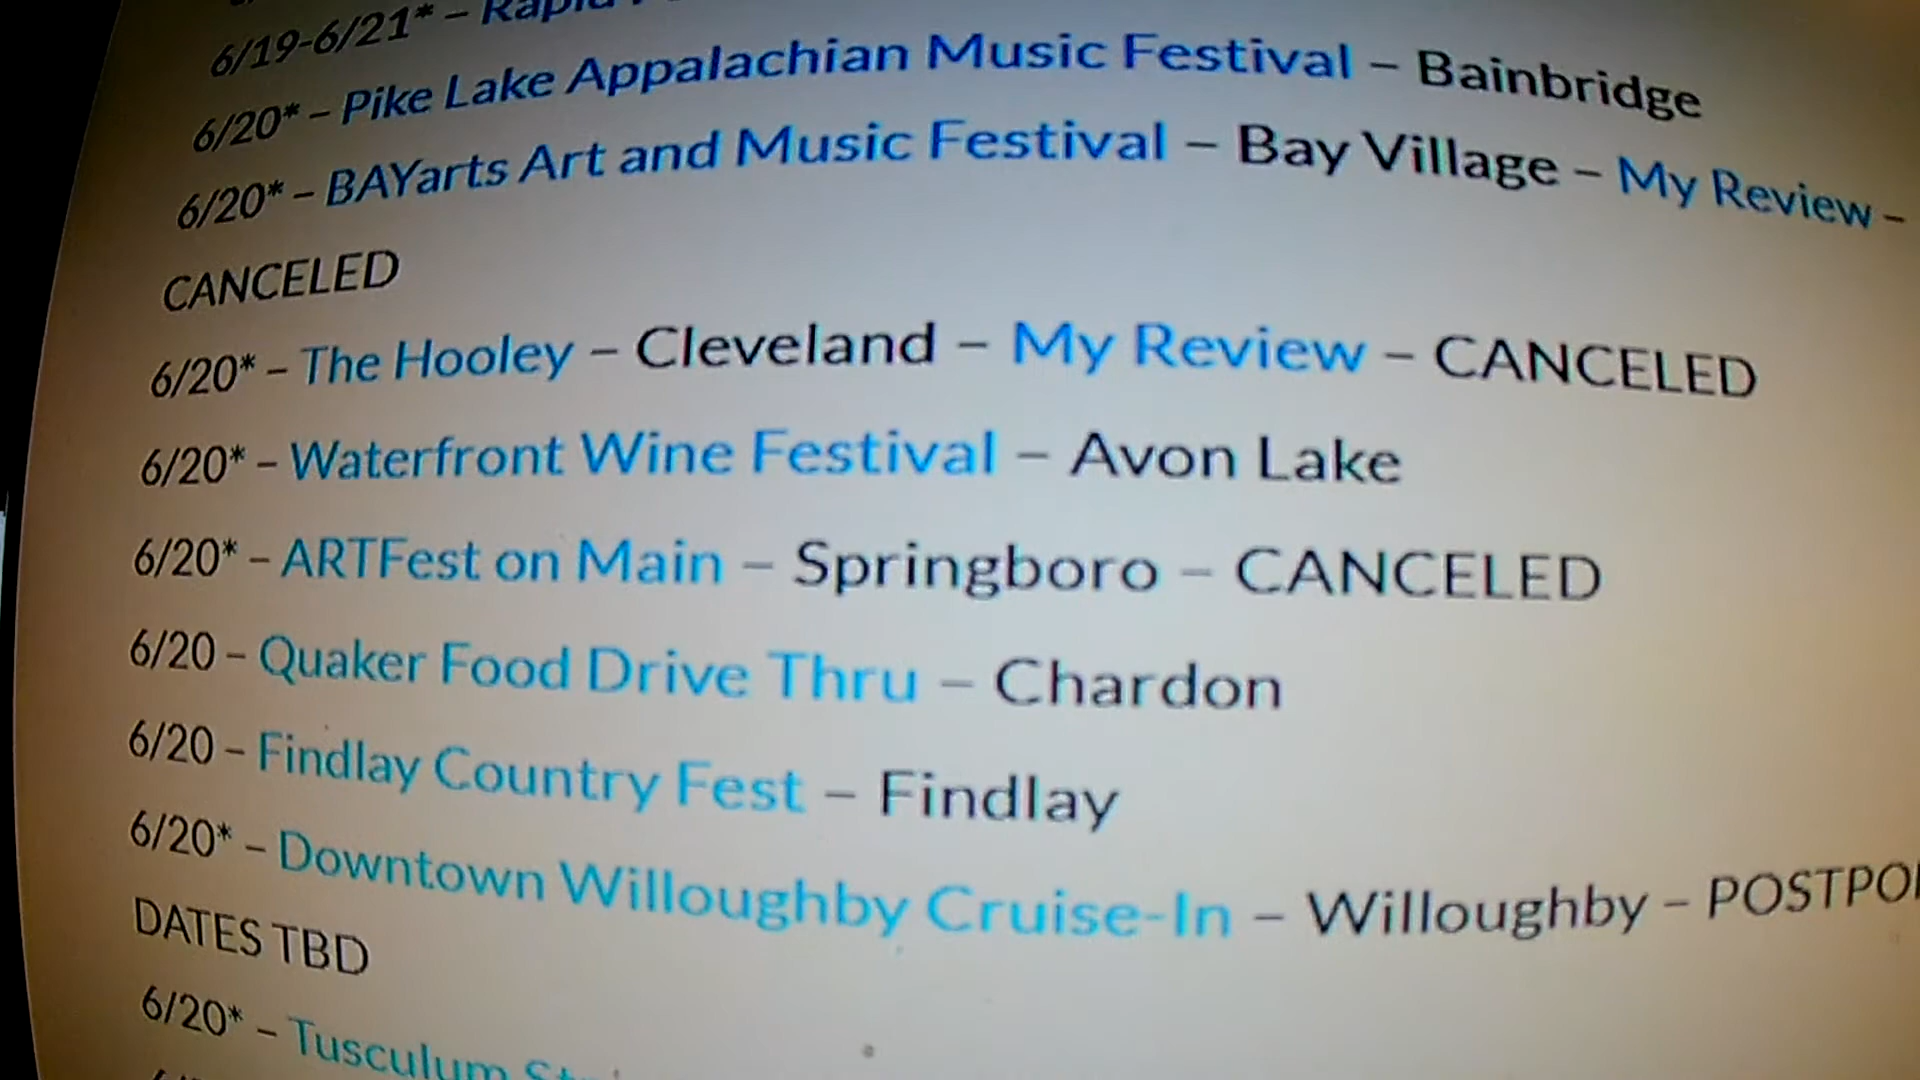 6/19-6/21* – Rapid
6/20* – Pike Lake Appalachian Music Festival – Bainbridge
6/20* – BAYarts Art and Music Festival – Bay Village – My Review –
CANCELED
6/20* – The Hooley – Cleveland – My Review – CANCELED
6/20* – Waterfront Wine Festival – Avon Lake
6/20* – ARTFest on Main – Springboro – CANCELED
6/20 – Quaker Food Drive Thru – Chardon
6/20 – Findlay Country Fest – Findlay
6/20* – Downtown Willoughby Cruise-In – Willoughby – POSTPO
DATES TBD
6/20* – Tusculum